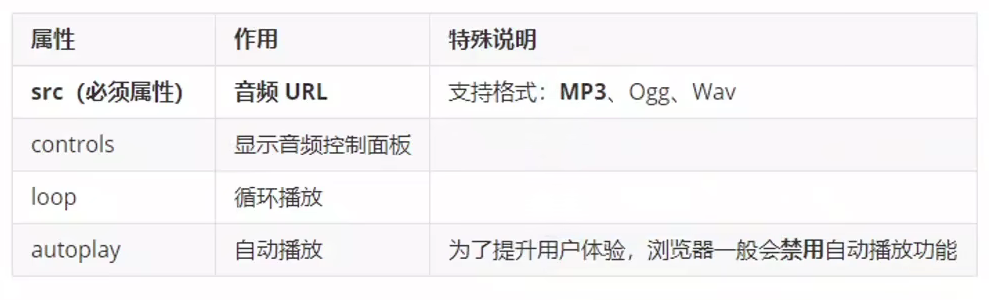 属性 作用 特殊说明
src（必须属性） 音频 URL 支持格式：MP3、Ogg、Wav
controls 显示音频控制面板
loop 循环播放
autoplay 自动播放 为了提升用户体验，浏览器一般会禁用自动播放功能